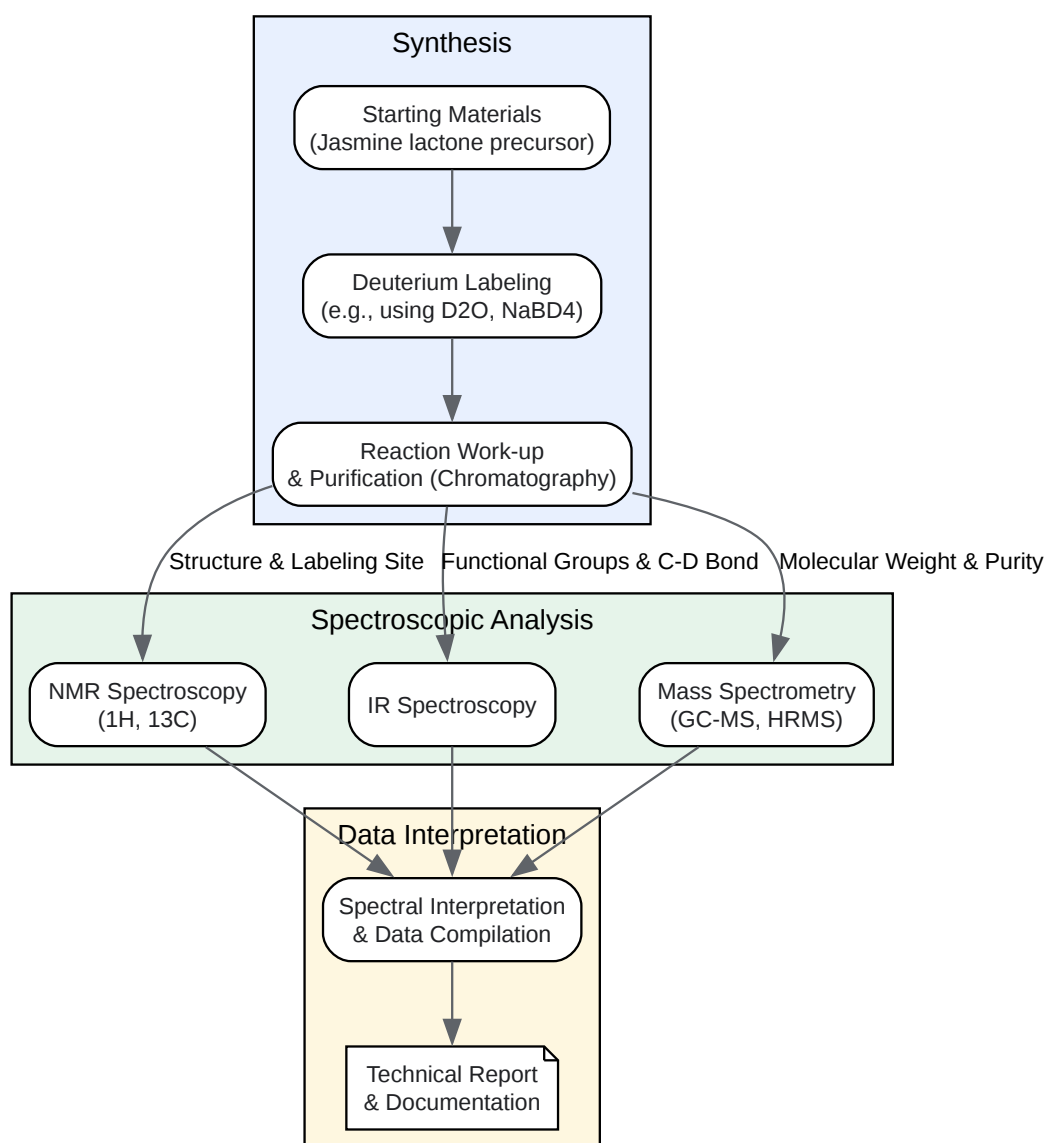 Synthesis
Starting Materials
(Jasmine lactone precursor)
Deuterium Labeling
(e.g., using D2O, NaBD4)
Reaction Work-up
& Purification (Chromatography)
Structure & Labeling Site
Functional Groups & C-D Bond
Molecular Weight & Purity
Spectroscopic Analysis
NMR Spectroscopy
(1H, 13C)
IR Spectroscopy
Mass Spectrometry
(GC-MS, HRMS)
Data Interpretation
Spectral Interpretation
& Data Compilation
Technical Report
& Documentation